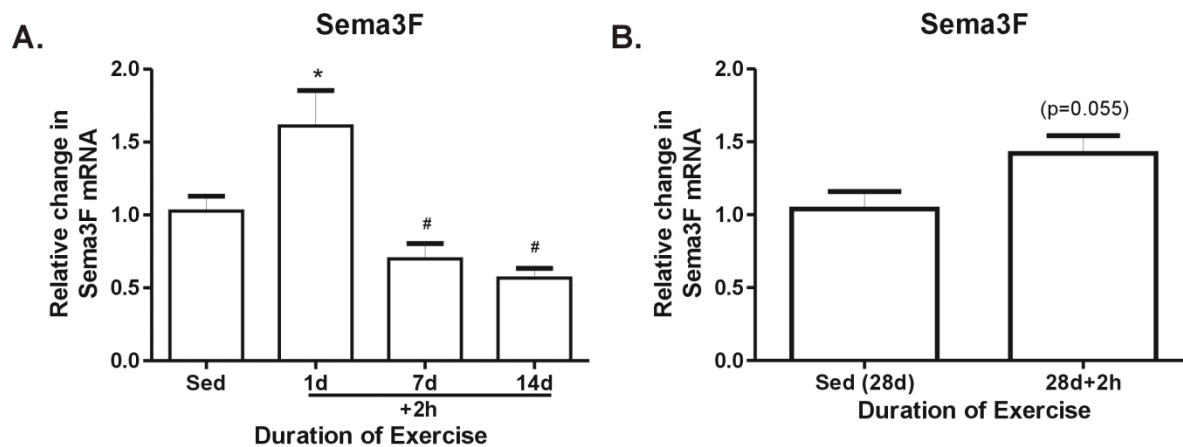 A.
Sema3F
Relative change in
Sema3F mRNA
2.0
1.5
1.0
0.5
0.0
*
#
#
Sed 1d 7d 14d
+2h
Duration of Exercise
B.
Sema3F
Relative change in
Sema3F mRNA
2.0
1.5
1.0
0.5
0.0
(p=0.055)
Sed (28d) 28d+2h
Duration of Exercise